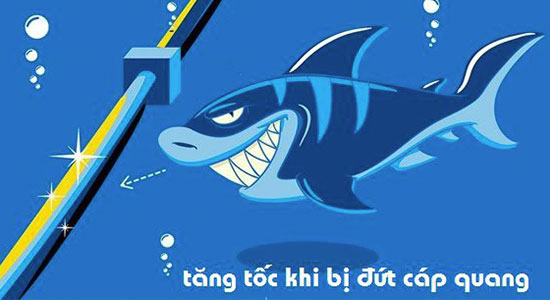 tăng tốc khi bị đứt cáp quang